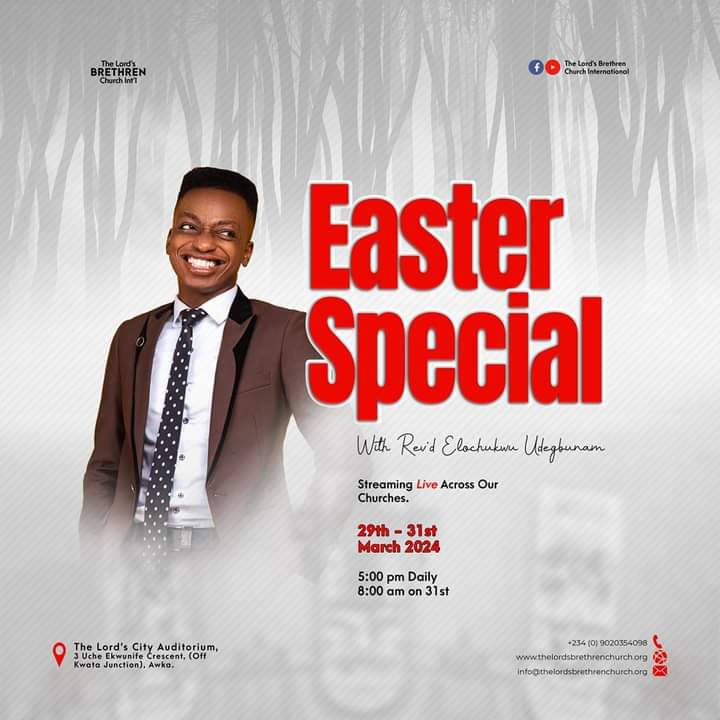 The Lord's
BRETHREN
Church Int'l
The Lord's Brethren
Church International
Easter
Special
With Rev'd Elochukwu Udegbunam
Streaming Live Across Our
Churches.
29th - 31st
March 2024
5:00 pm Daily
8:00 am on 31st
The Lord's City Auditorium,
3 Uche Ekwunife Crescent, (Off
Kwata Junction), Awka.
+234 (0) 9020354098
www.thelordsbrethrenchurch.org
info@thelordsbrethrenchurch.org